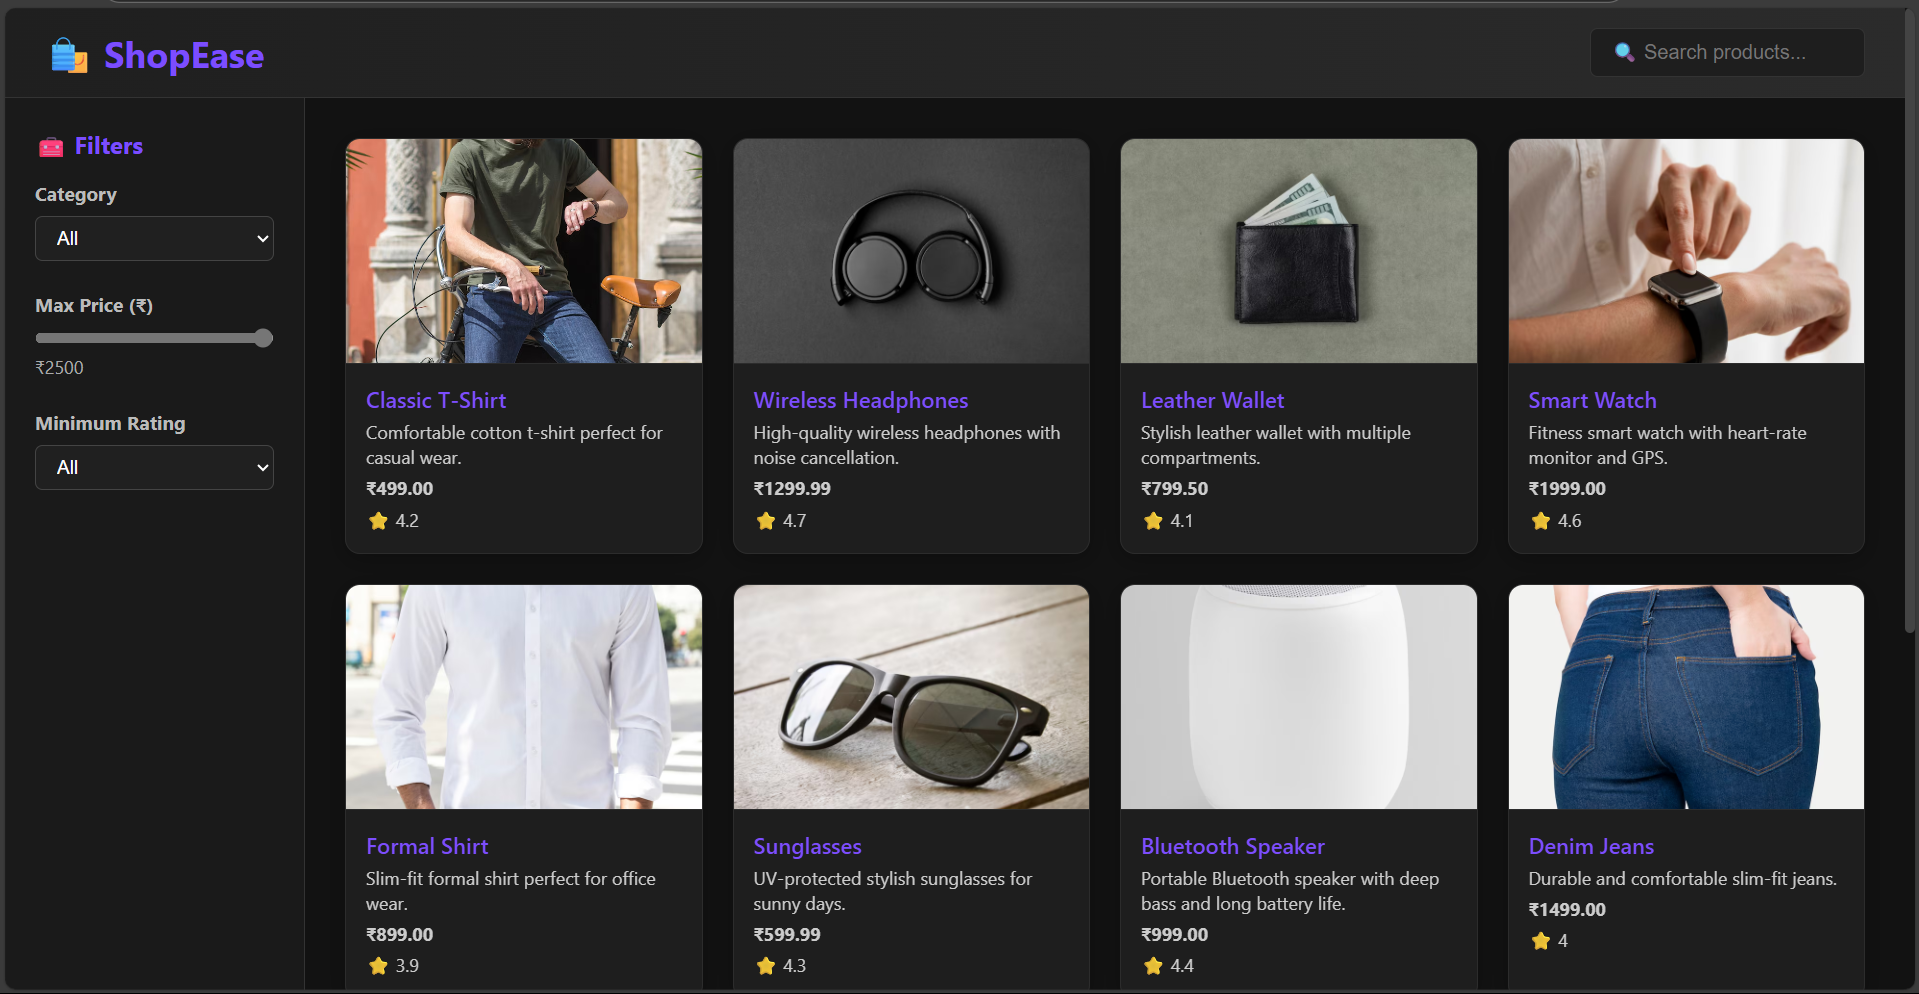 ShopEase
Search products...
Filters
Category
All
Max Price (₹)
₹2500
Minimum Rating
All
Classic T-Shirt
Comfortable cotton t-shirt perfect for
casual wear.
₹499.00
4.2
Wireless Headphones
High-quality wireless headphones with
noise cancellation.
₹1299.99
4.7
Leather Wallet
Stylish leather wallet with multiple
compartments.
₹799.50
4.1
Smart Watch
Fitness smart watch with heart-rate
monitor and GPS.
₹1999.00
4.6
Formal Shirt
Slim-fit formal shirt perfect for office
wear.
₹899.00
3.9
Sunglasses
UV-protected stylish sunglasses for
sunny days.
₹599.99
4.3
Bluetooth Speaker
Portable Bluetooth speaker with deep
bass and long battery life.
₹999.00
4.4
Denim Jeans
Durable and comfortable slim-fit jeans.
₹1499.00
4